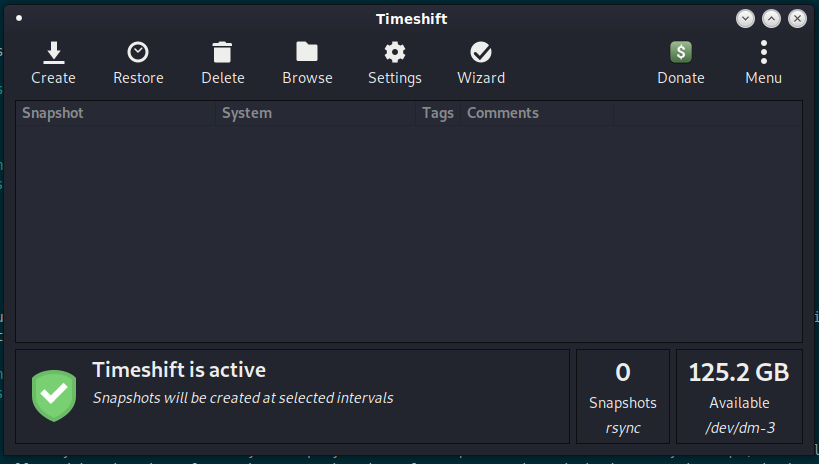 Timeshift
Create Restore Delete Browse Settings Wizard Donate Menu
Snapshot System Tags Comments
Timeshift is active
Snapshots will be created at selected intervals
0
Snapshots
rsync
125.2 GB
Available
/dev/dm-3